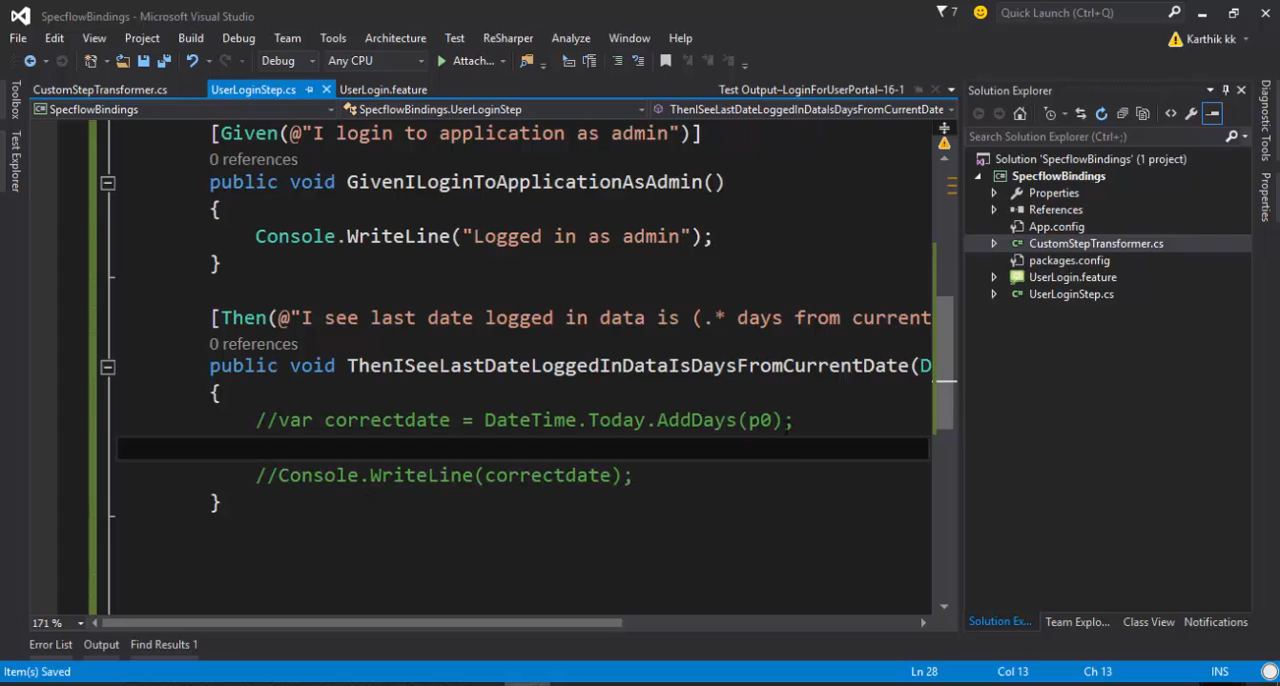 SpecflowBindings - Microsoft Visual Studio
7
Quick Launch (Ctrl+Q)
File Edit View Project Build Debug Team Tools Architecture Test ReSharper Analyze Window Help
Karthik kk
Debug Any CPU Attach...
CustomStepTransformer.cs UserLoginStep.cs UserLogin.feature Test Output–LoginForUserPortal–16-1
SpecflowBindings SpecflowBindings.UserLoginStep ThenISeeLastDateLoggedInDataIsDaysFromCurrentDate
Toolbox
Test Explorer
[Given(@"I login to application as admin")]
0 references
public void GivenILoginToApplicationAsAdmin()
{
Console.WriteLine("Logged in as admin");
}
[Then(@"I see last date logged in data is (.* days from current
0 references
public void ThenISeeLastDateLoggedInDataIsDaysFromCurrentDate(D
{
//var correctdate = DateTime.Today.AddDays(p0);
//Console.WriteLine(correctdate);
}
171 %
Solution Explorer
Search Solution Explorer (Ctrl+;)
Solution 'SpecflowBindings' (1 project)
SpecflowBindings
Properties
References
App.config
CustomStepTransformer.cs
packages.config
UserLogin.feature
UserLoginStep.cs
Solution Ex... Team Explo... Class View Notifications
Diagnostic Tools
Properties
Error List Output Find Results 1
Item(s) Saved Ln 28 Col 13 Ch 13 INS